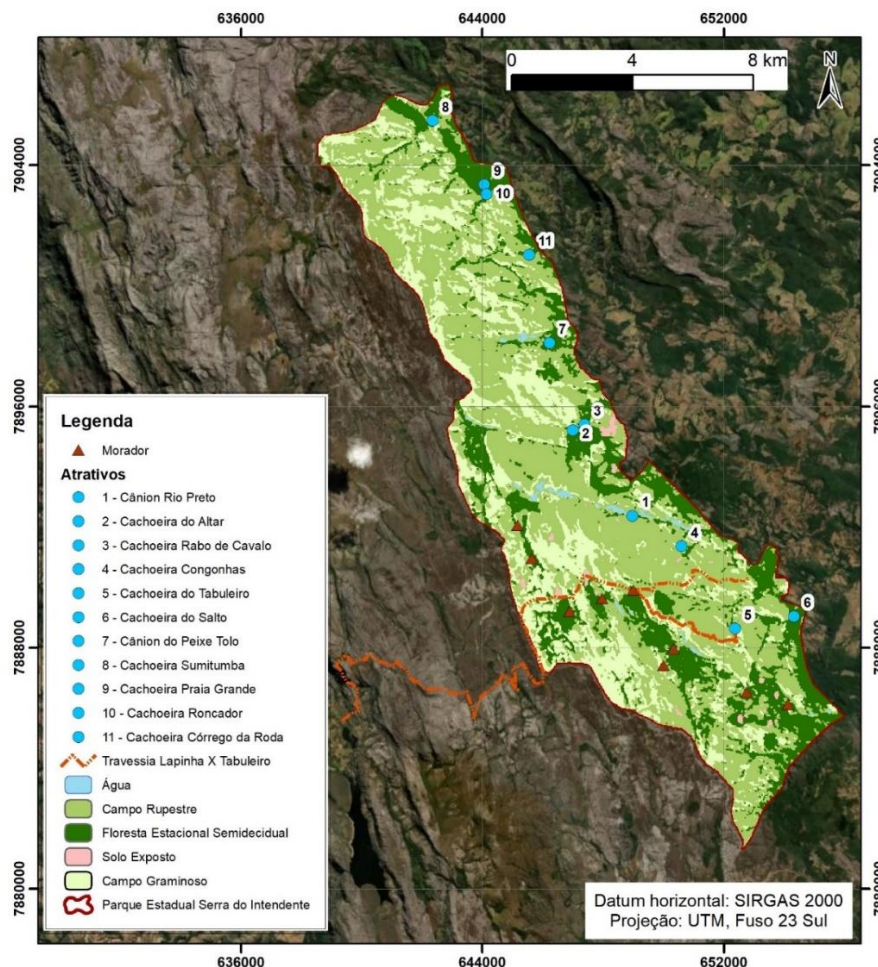 636000
644000
652000
0
4
8 km
N
7904000
7904000
8
9
10
11
7
3
2
1
4
5
6
7896000
7896000
Legenda
Morador
Atrativos
1 - Cânion Rio Preto
2 - Cachoeira do Altar
3 - Cachoeira Rabo de Cavalo
4 - Cachoeira Congonhas
5 - Cachoeira do Tabuleiro
6 - Cachoeira do Salto
7 - Cânion do Peixe Tolo
8 - Cachoeira Sumitumba
9 - Cachoeira Praia Grande
10 - Cachoeira Roncador
11 - Cachoeira Córrego da Roda
Travessia Lapinha X Tabuleiro
Água
Campo Rupestre
Floresta Estacional Semidecidual
Solo Exposto
Campo Graminoso
Parque Estadual Serra do Intendente
7888000
7888000
7880000
7880000
Datum horizontal: SIRGAS 2000
Projeção: UTM, Fuso 23 Sul
636000
644000
652000